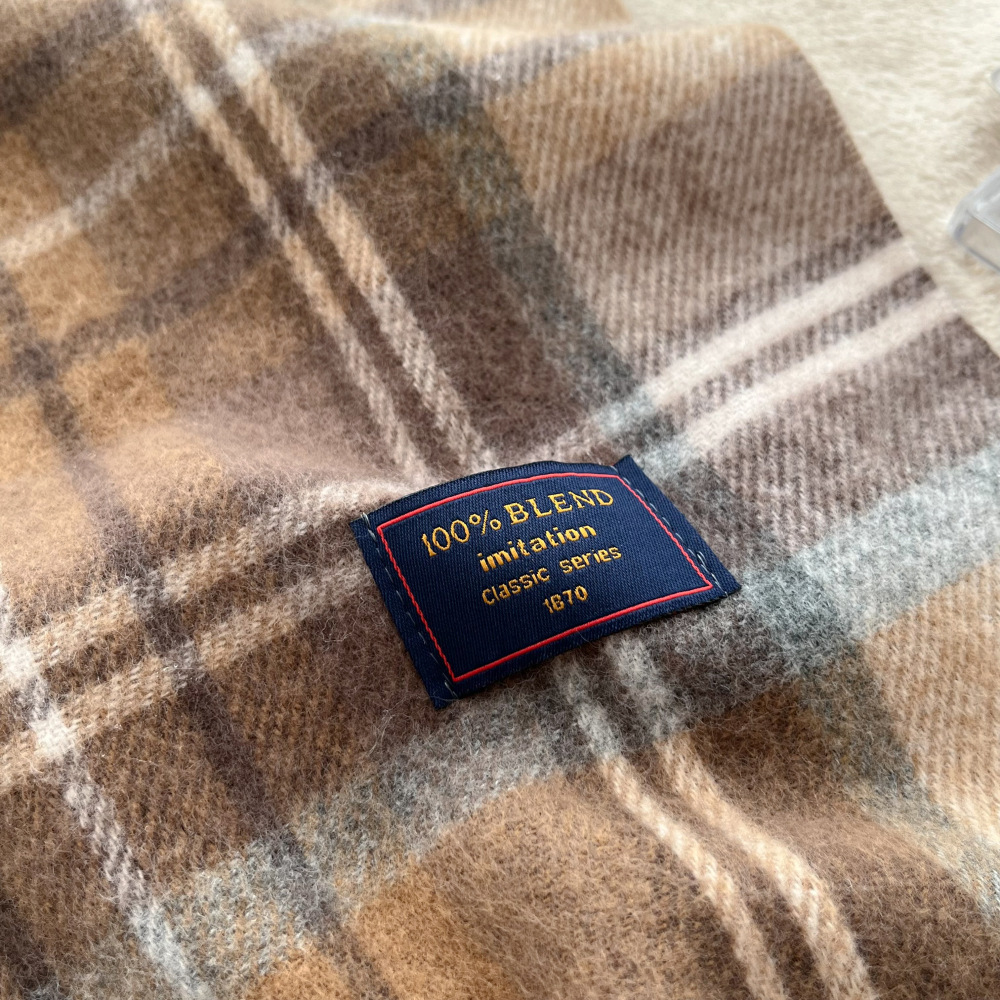 100% BLEND
imitation
classic series
1870